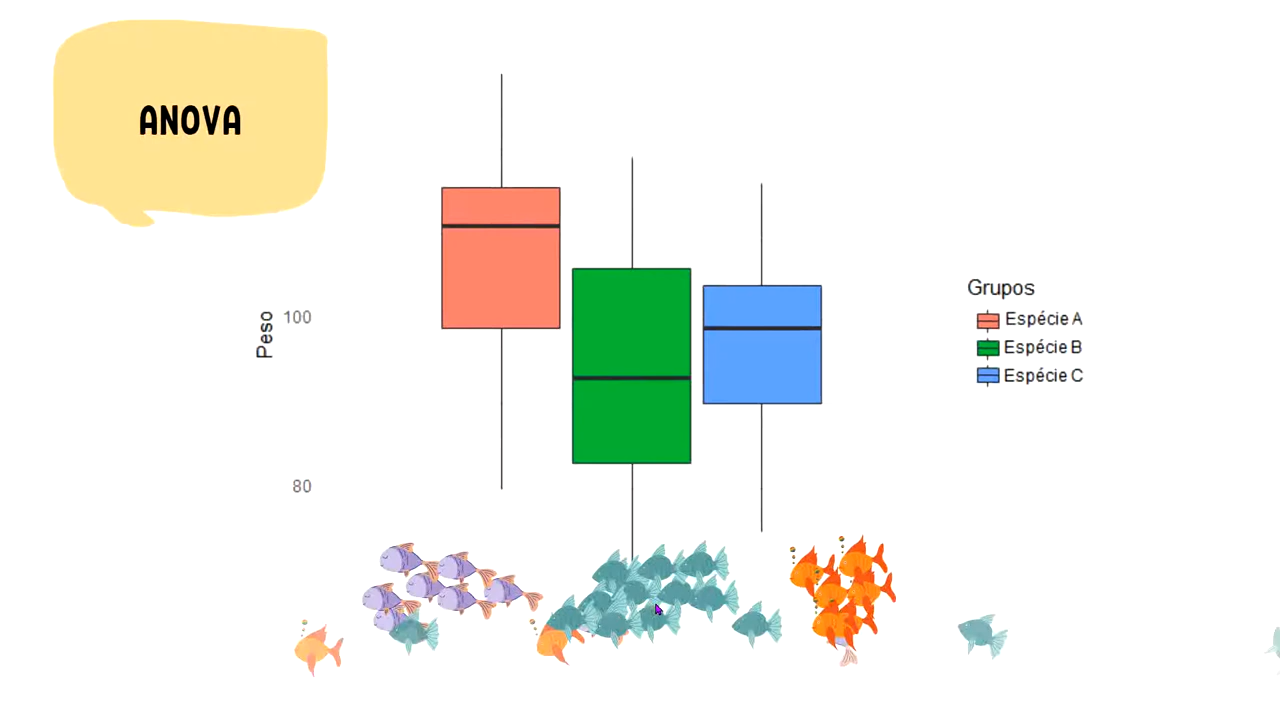 ANOVA
Peso
100
80
Grupos
Espécie A
Espécie B
Espécie C